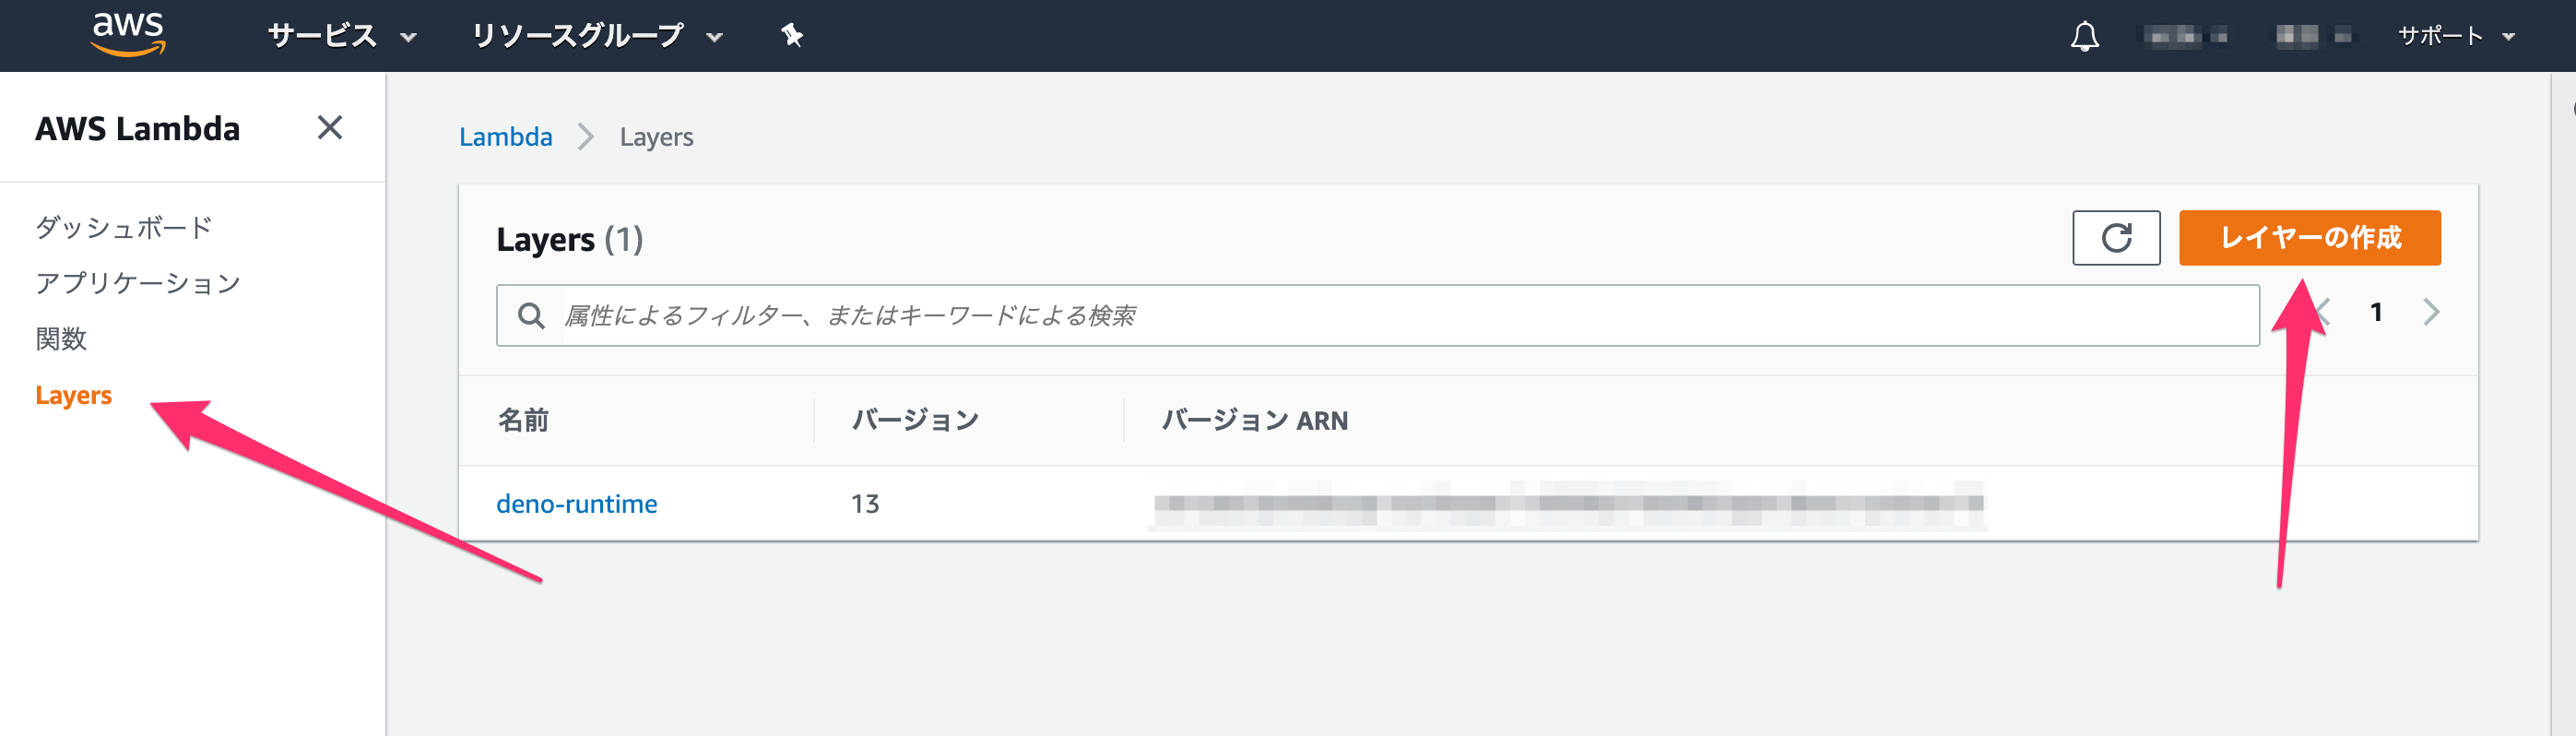 aws サービス リソースグループ サポート
AWS Lambda
ダッシュボード
アプリケーション
関数
Layers
Lambda Layers
Layers (1) レイヤーの作成
属性によるフィルター、またはキーワードによる検索 1
名前 バージョン バージョン ARN
deno-runtime 13